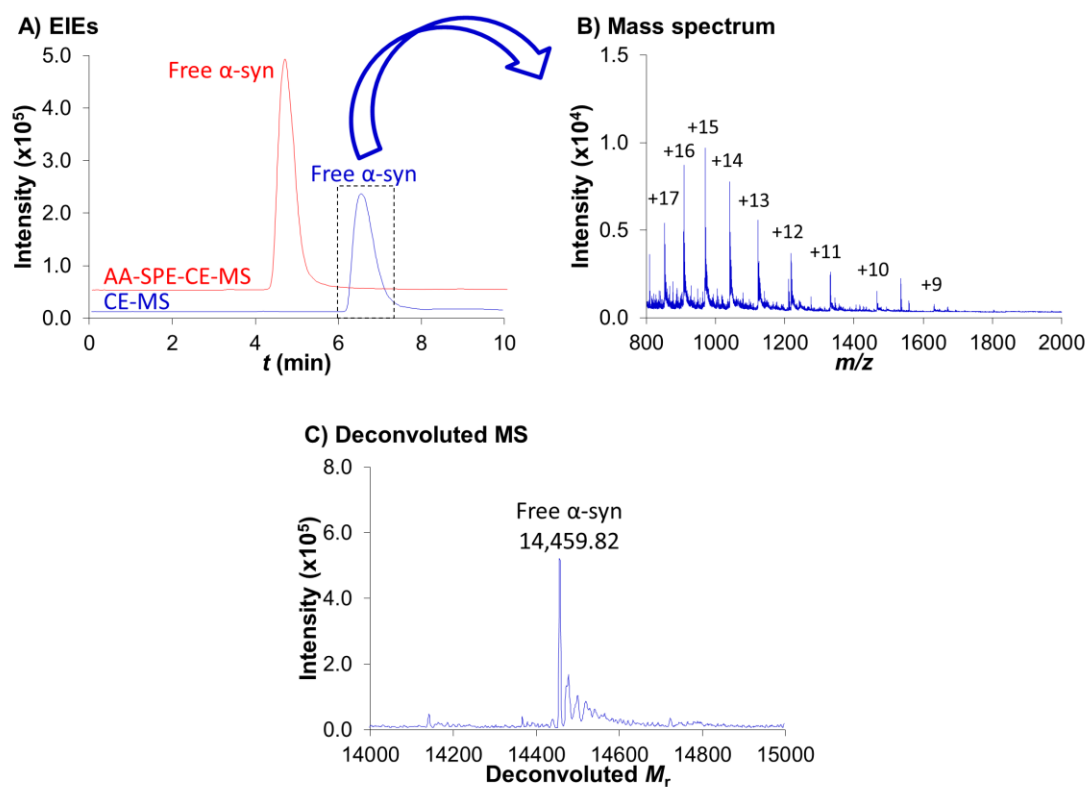 A) EIEs
Intensity (x10⁵)
5.0
4.0
3.0
2.0
1.0
0.0
Free α-syn
Free α-syn
AA-SPE-CE-MS
CE-MS
0 2 4 6 8 10
t (min)
B) Mass spectrum
Intensity (x10⁴)
1.5
1.0
0.5
0.0
+17
+16
+15
+14
+13
+12
+11
+10
+9
800 1000 1200 1400 1600 1800 2000
m/z
C) Deconvoluted MS
Intensity (x10⁵)
8.0
6.0
4.0
2.0
0.0
Free α-syn
14,459.82
14000 14200 14400 14600 14800 15000
Deconvoluted Mr